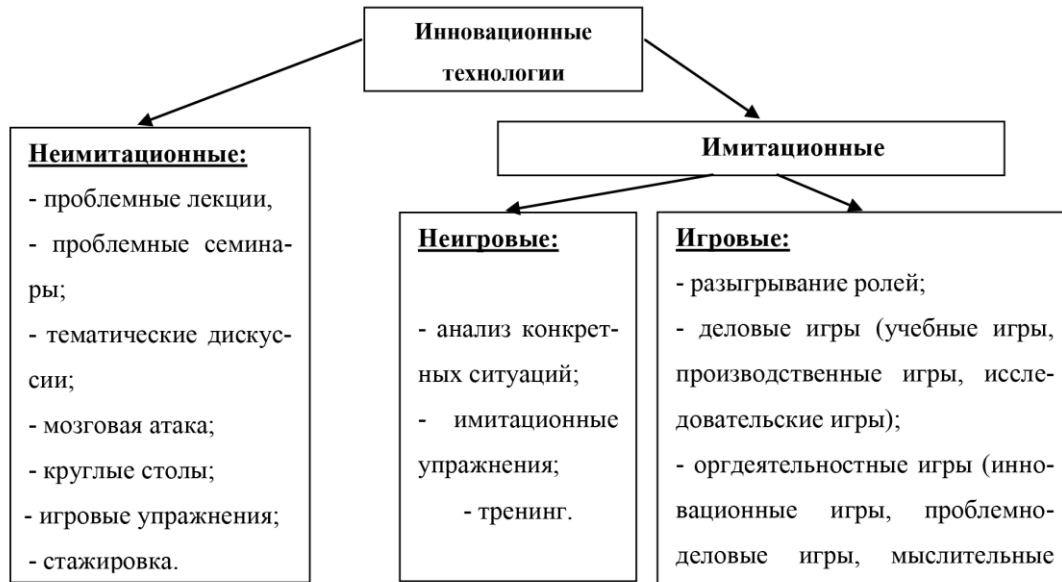 Инновационные
технологии
Неимитационные:
- проблемные лекции,
- проблемные семина-
ры;
- тематические дискус-
сии;
- мозговая атака;
- круглые столы;
- игровые упражнения;
- стажировка.
Имитационные
Неигровые:
- анализ конкрет-
ных ситуаций;
- имитационные
упражнения;
- тренинг.
Игровые:
- разыгрывание ролей;
- деловые игры (учебные игры,
производственные игры, иссле-
довательские игры);
- оргдеятельностные игры (инно-
вационные игры, проблемно-
деловые игры, мыслительные